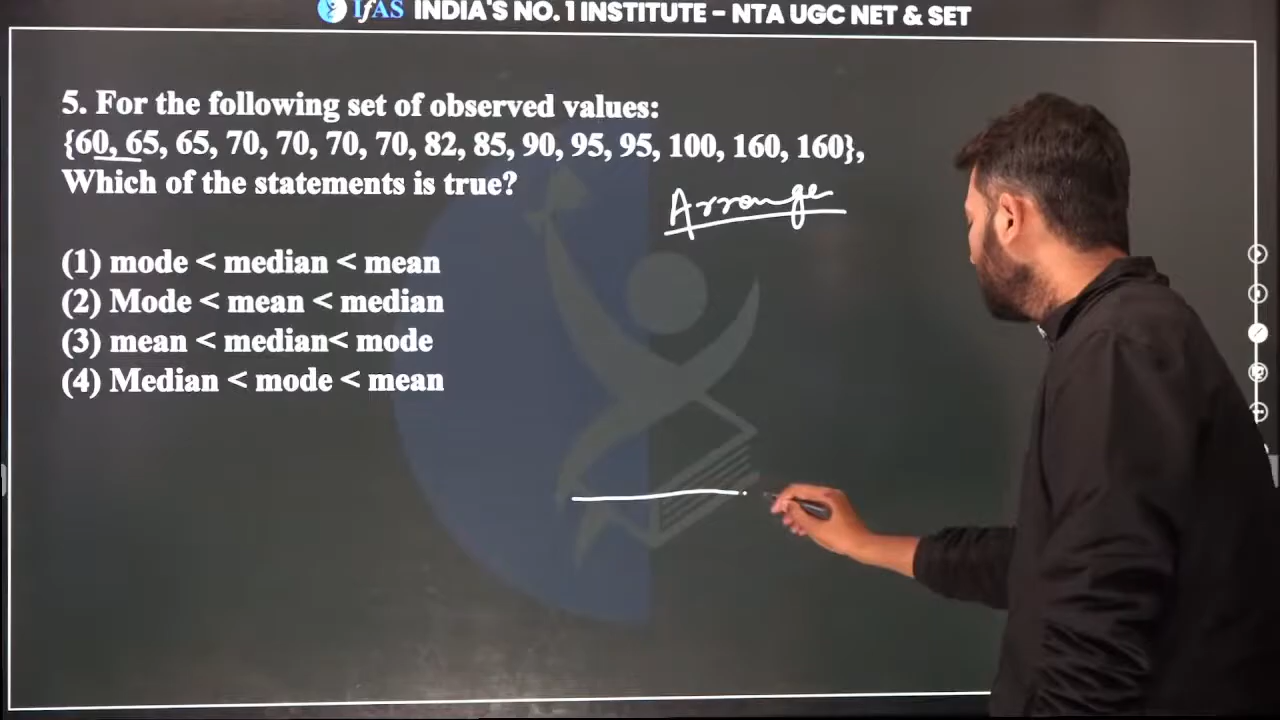 IfAS INDIA'S NO. 1 INSTITUTE – NTA UGC NET & SET
5. For the following set of observed values:
{60, 65, 65, 70, 70, 70, 70, 82, 85, 90, 95, 95, 100, 160, 160},
Which of the statements is true?
Arrange
(1) mode < median < mean
(2) Mode < mean < median
(3) mean < median< mode
(4) Median < mode < mean